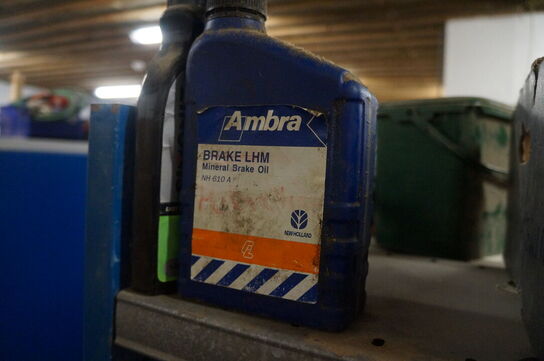 Ambra
BRAKE LHM
Mineral Brake Oil
NH 610 A
NEW HOLLAND